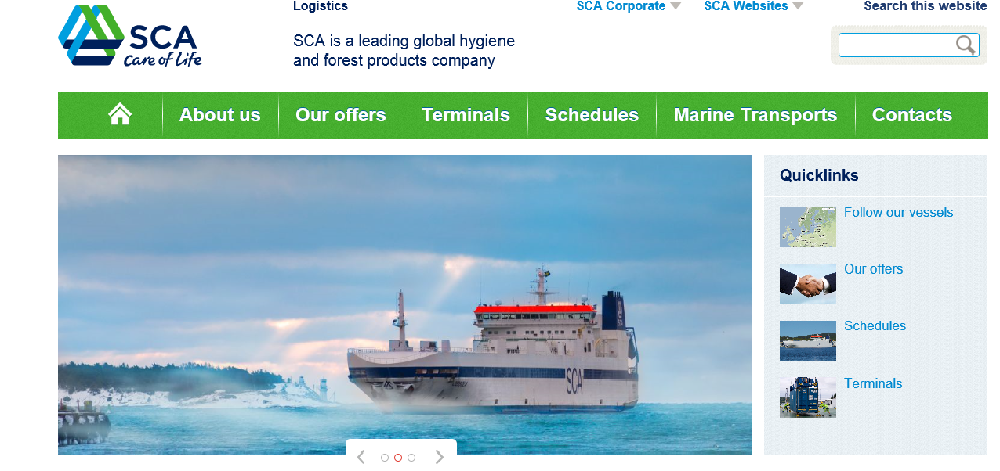 Logistics
SCA Corporate
SCA Websites
Search this website
SCA
care of life
SCA is a leading global hygiene
and forest products company
About us
Our offers
Terminals
Schedules
Marine Transports
Contacts
SCA
Quicklinks
Follow our vessels
Our offers
Schedules
Terminals